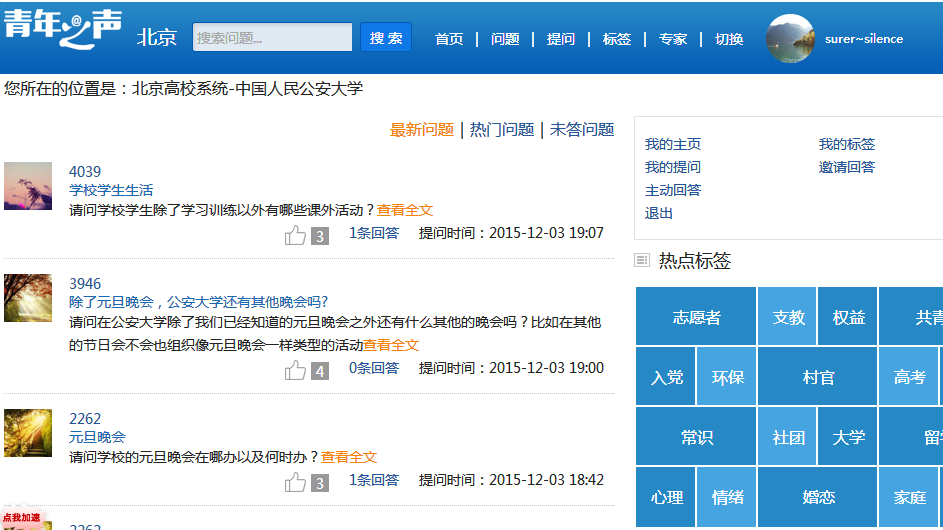 青年之声
北京
搜索问题...
搜 索
首页 | 问题 | 提问 | 标签 | 专家 | 切换
surer~silence
您所在的位置是：北京高校系统-中国人民公安大学
最新问题 | 热门问题 | 未答问题
4039
学校学生生活
请问学校学生除了学习训练以外有哪些课外活动？查看全文
3 1条回答 提问时间：2015-12-03 19:07
3946
除了元旦晚会，公安大学还有其他晚会吗?
请问在公安大学除了我们已经知道的元旦晚会之外还有什么其他的晚会吗？比如在其他
的节日会不会也组织像元旦晚会一样类型的活动查看全文
4 0条回答 提问时间：2015-12-03 19:00
2262
元旦晚会
请问学校的元旦晚会在哪办以及何时办？查看全文
3 1条回答 提问时间：2015-12-03 18:42
点我加速
我的主页 我的标签
我的提问 邀请回答
主动回答
退出
热点标签
志愿者 支教 权益 共青
入党 环保 村官 高考
常识 社团 大学 留学
心理 情绪 婚恋 家庭